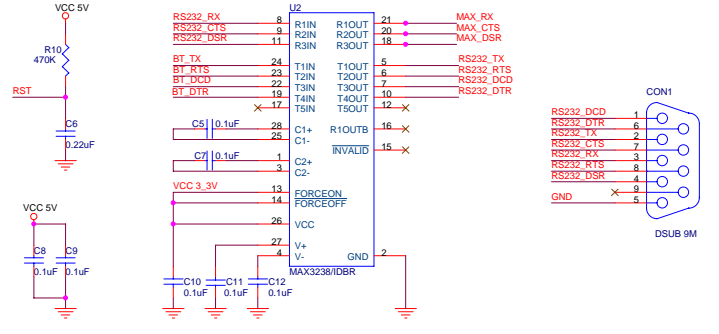 VCC 5V
R10
470K
RST
C6
0.22uF
VCC 5V
C8
0.1uF
C9
0.1uF
U2
RS232_RX 8 R1IN R1OUT 21 MAX_RX
RS232_CTS 9 R2IN R2OUT 20 MAX_CTS
RS232_DSR 11 R3IN R3OUT 18 MAX_DSR
BT_TX 24 T1IN T1OUT 5 RS232_TX
BT_RTS 23 T2IN T2OUT 6 RS232_RTS
BT_DCD 22 T3IN T3OUT 7 RS232_DCD
BT_DTR 19 T4IN T4OUT 10 RS232_DTR
17 T5IN T5OUT 12
C5 0.1uF 28 C1+ R1OUTB 16
25 C1-
INVALID 15
C7 0.1uF 1 C2+
3 C2-
VCC 3_3V 13 FORCEON
14 FORCEOFF
26 VCC
27 V+
4 V- GND 2
MAX3238/IDBR
C10
0.1uF
C11
0.1uF
C12
0.1uF
CON1
RS232_DCD 1
RS232_DTR 6
RS232_TX 2
RS232_CTS 7
RS232_RX 3
RS232_RTS 8
RS232_DSR 4
9
GND 5
DSUB 9M